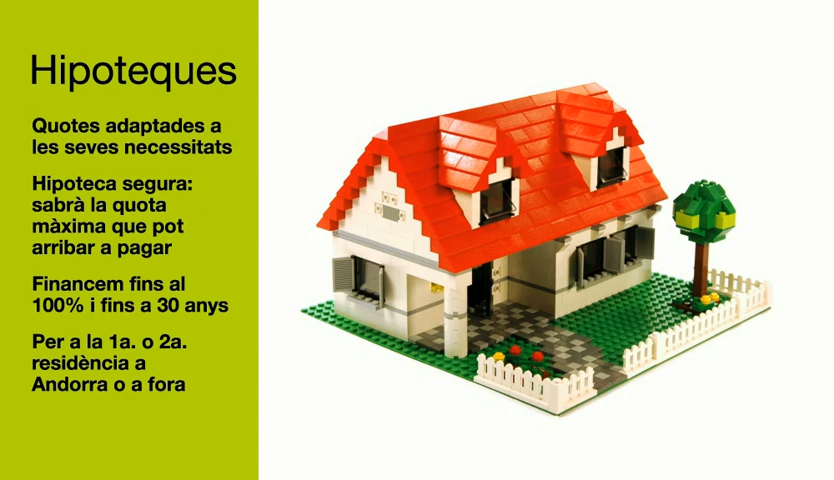 Hipoteques
Quotes adaptades a
les seves necessitats
Hipoteca segura:
sabrà la quota
màxima que pot
arribar a pagar
Financem fins al
100% i fins a 30 anys
Per a la 1a. o 2a.
residència a
Andorra o a fora